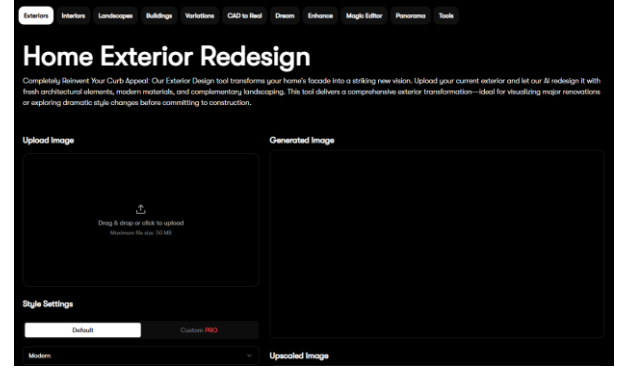 Exteriors Interiors Landscapes Buildings Variations CAD to Real Dream Enhance Magic Editor Panorama Tools
Home Exterior Redesign
Completely Reinvent Your Curb Appeal: Our Exterior Design tool transforms your home's facade into a striking new vision. Upload your current exterior and let our AI redesign it with
fresh architectural elements, modern materials, and complementary landscaping. This tool delivers a comprehensive exterior transformation—ideal for visualizing major renovations
or exploring dramatic style changes before committing to construction.
Upload Image
Generated Image
Drag & drop or click to upload
Maximum file size: 50 MB
Style Settings
Default Custom PRO
Modern
Upscaled Image